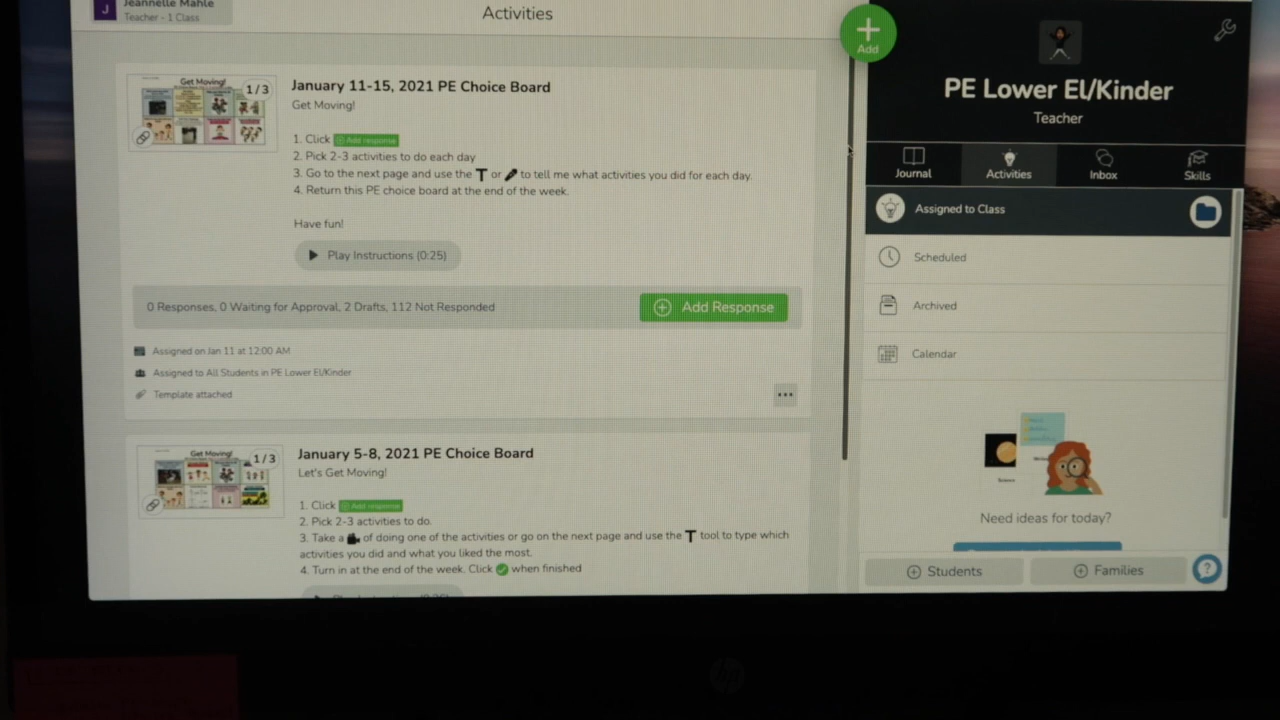 Jeannelle Mahle
Teacher - 1 Class
Activities
Add
Get Moving!
1/3
January 11-15, 2021 PE Choice Board
Get Moving!
1. Click Add response
2. Pick 2-3 activities to do each day
3. Go to the next page and use the T or to tell me what activities you did for each day.
4. Return this PE choice board at the end of the week.
Have fun!
Play Instructions (0:25)
0 Responses, 0 Waiting for Approval, 2 Drafts, 112 Not Responded
Add Response
Assigned on Jan 11 at 12:00 AM
Assigned to All Students in PE Lower El/Kinder
Template attached
Get Moving!
1/3
January 5-8, 2021 PE Choice Board
Let's Get Moving!
1. Click Add response
2. Pick 2-3 activities to do.
3. Take a of doing one of the activities or go on the next page and use the T tool to type which
activities you did and what you liked the most.
4. Turn in at the end of the week. Click when finished
PE Lower El/Kinder
Teacher
Journal
Activities
Inbox
Skills
Assigned to Class
Scheduled
Archived
Calendar
Science
Need ideas for today?
Students
Families
?
hp